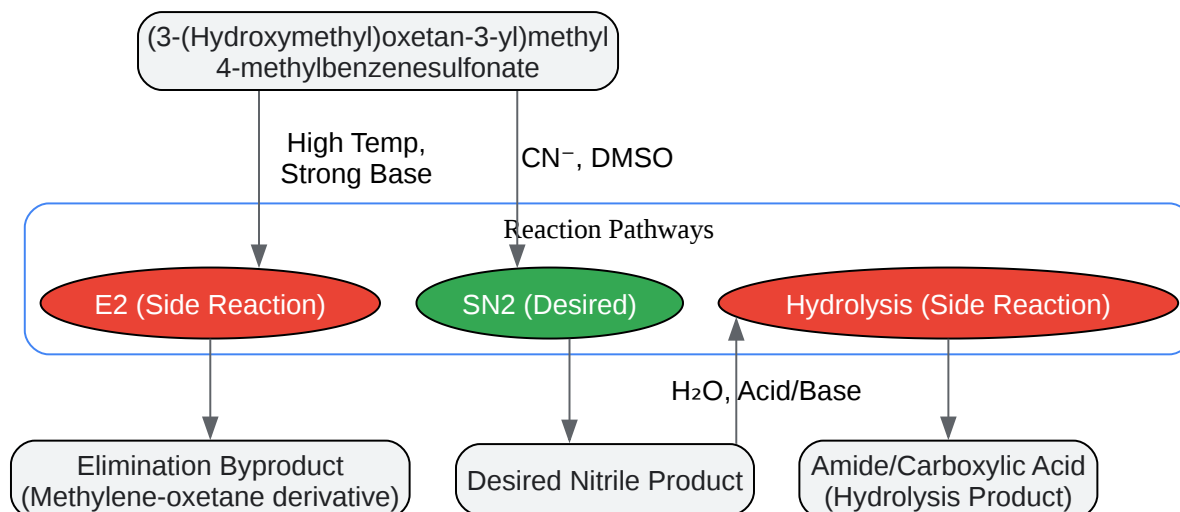 (3-(Hydroxymethyl)oxetan-3-yl)methyl
4-methylbenzenesulfonate
High Temp,
Strong Base
CN⁻, DMSO
Reaction Pathways
E2 (Side Reaction)
SN2 (Desired)
Hydrolysis (Side Reaction)
H₂O, Acid/Base
Elimination Byproduct
(Methylene-oxetane derivative)
Desired Nitrile Product
Amide/Carboxylic Acid
(Hydrolysis Product)